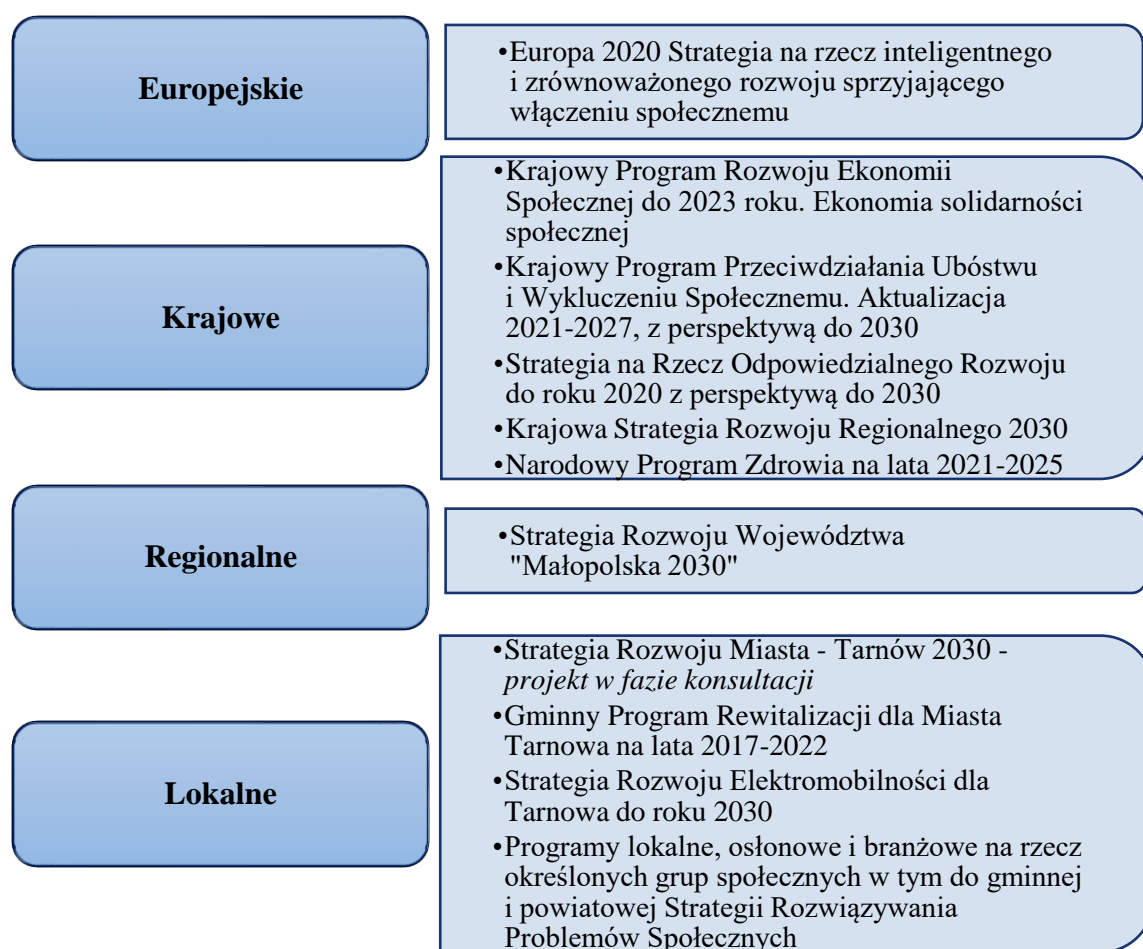 Europejskie
•Europa 2020 Strategia na rzecz inteligentnego
i zrównoważonego rozwoju sprzyjającego
włączeniu społecznemu
Krajowe
•Krajowy Program Rozwoju Ekonomii
Społecznej do 2023 roku. Ekonomia solidarności
społecznej
•Krajowy Program Przeciwdziałania Ubóstwu
i Wykluczeniu Społecznemu. Aktualizacja
2021-2027, z perspektywą do 2030
•Strategia na Rzecz Odpowiedzialnego Rozwoju
do roku 2020 z perspektywą do 2030
•Krajowa Strategia Rozwoju Regionalnego 2030
•Narodowy Program Zdrowia na lata 2021-2025
Regionalne
•Strategia Rozwoju Województwa
"Małopolska 2030"
Lokalne
•Strategia Rozwoju Miasta - Tarnów 2030 -
projekt w fazie konsultacji
•Gminny Program Rewitalizacji dla Miasta
Tarnowa na lata 2017-2022
•Strategia Rozwoju Elektromobilności dla
Tarnowa do roku 2030
•Programy lokalne, osłonowe i branżowe na rzecz
określonych grup społecznych w tym do gminnej
i powiatowej Strategii Rozwiązywania
Problemów Społecznych